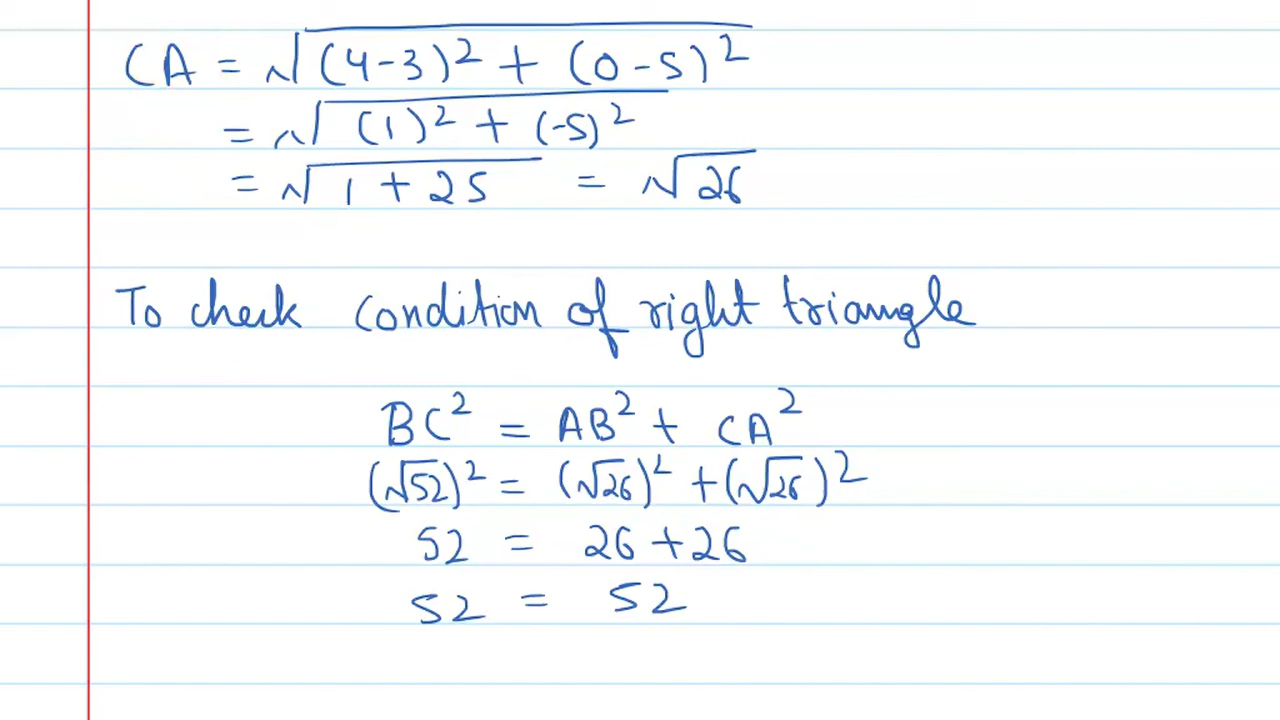 CA = √(4-3)² + (0-5)²
= √(1)² + (-5)²
= √1 + 25 = √26
To check condition of right triangle
BC² = AB² + CA²
(√52)² = (√26)² + (√26)²
52 = 26 + 26
52 = 52